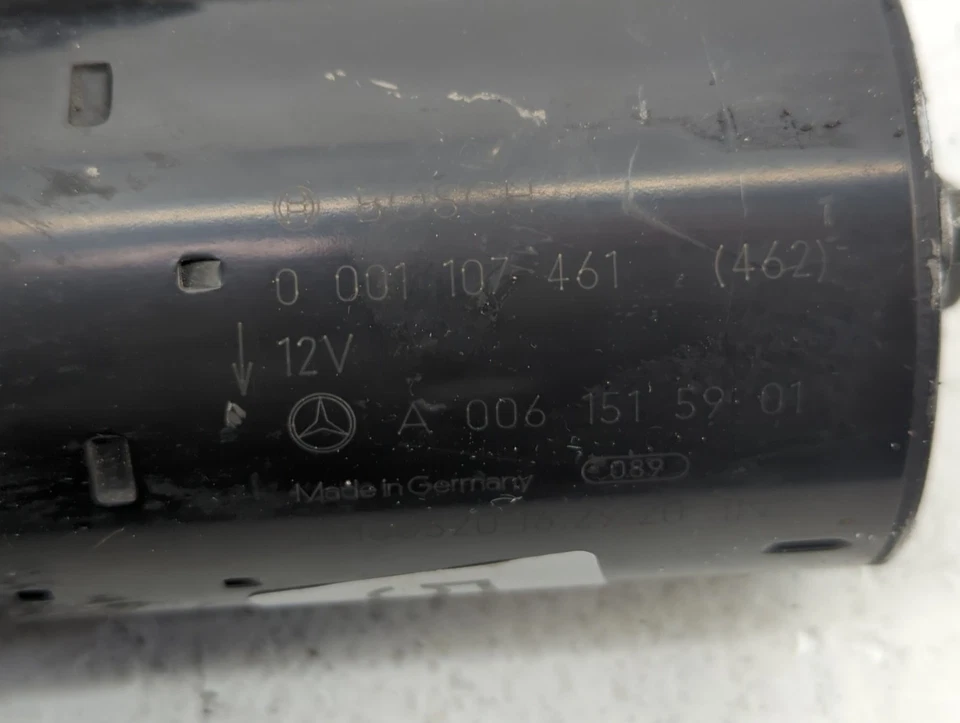 BOSCH
0 001 107 461 (462)
12V
A 006 151 59 01
Made in Germany 089